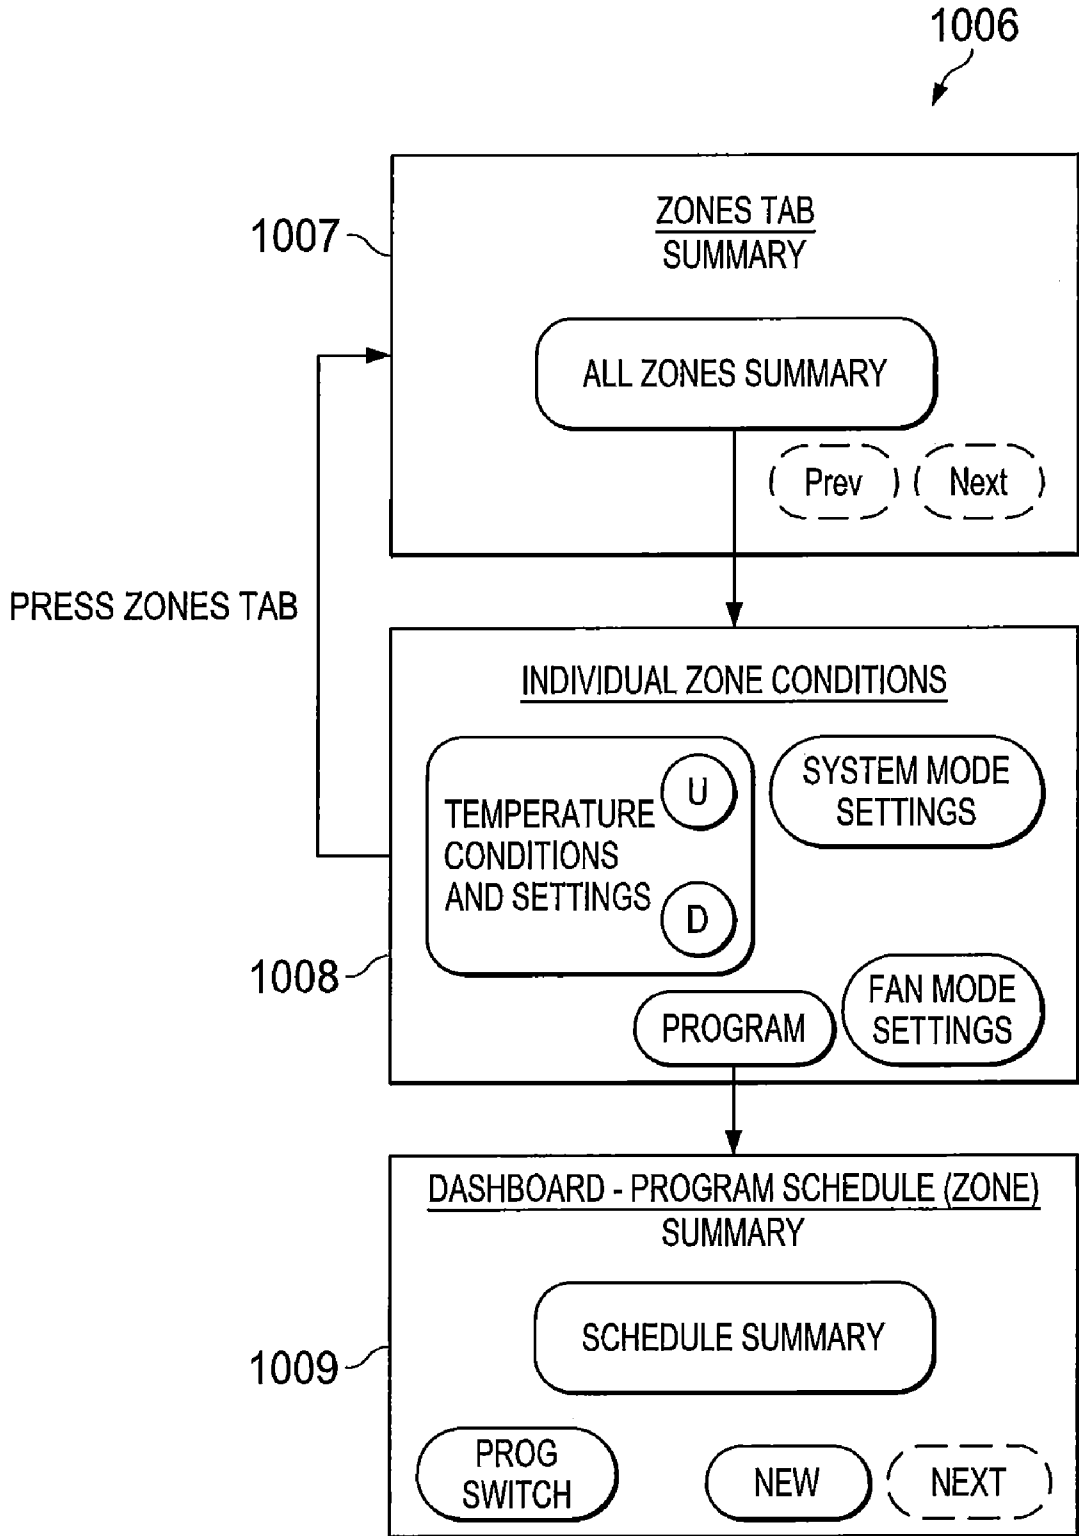 1006
1007
ZONES TAB
SUMMARY
ALL ZONES SUMMARY
Prev
Next
PRESS ZONES TAB
INDIVIDUAL ZONE CONDITIONS
TEMPERATURE
CONDITIONS
AND SETTINGS
U
D
SYSTEM MODE
SETTINGS
1008
PROGRAM
FAN MODE
SETTINGS
DASHBOARD - PROGRAM SCHEDULE (ZONE)
SUMMARY
SCHEDULE SUMMARY
1009
PROG
SWITCH
NEW
NEXT